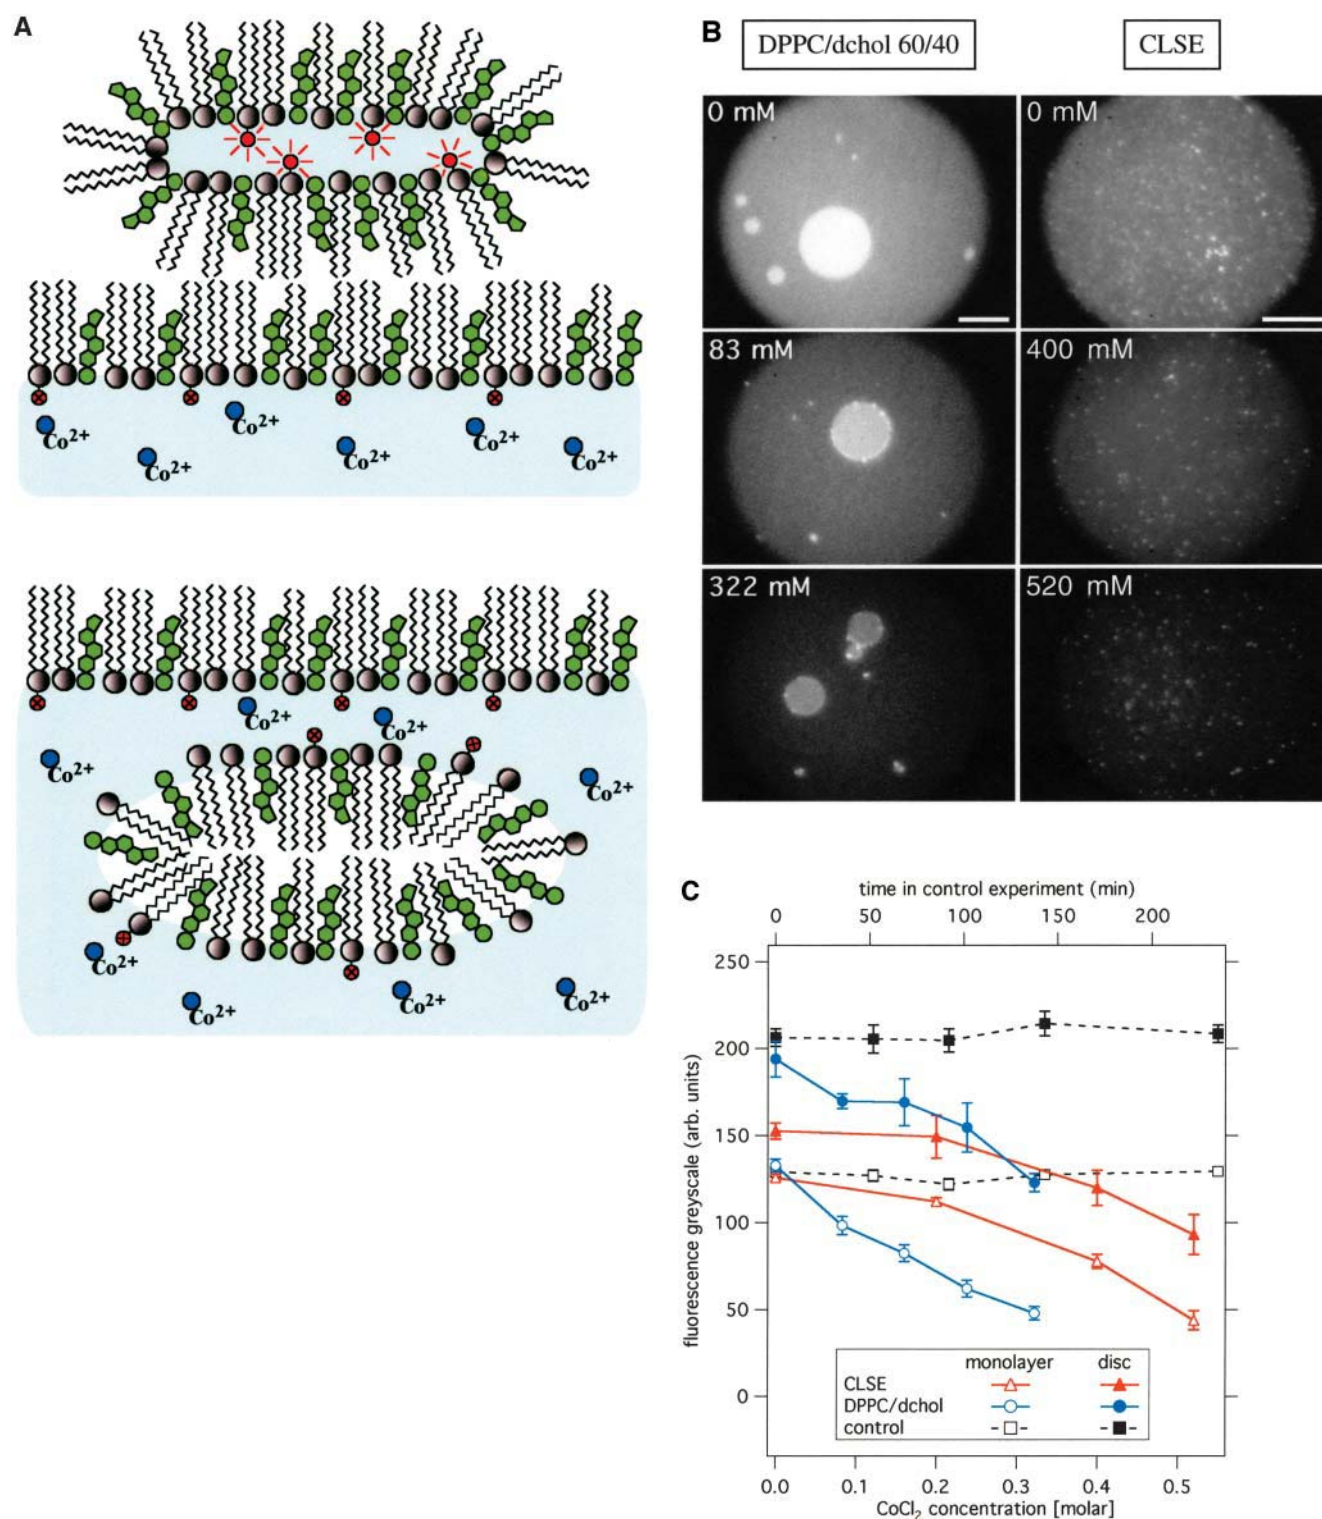 A
Co2+
Co2+
Co2+
Co2+
Co2+
Co2+
Co2+
Co2+
Co2+
Co2+
Co2+
Co2+
Co2+
Co2+
B
DPPC/dchol 60/40
CLSE
0 mM
0 mM
83 mM
400 mM
322 mM
520 mM
C
time in control experiment (min)
0 50 100 150 200
fluorescence greyscale (arb. units)
250
200
150
100
50
0
monolayer disc
CLSE
DPPC/dchol
control
0.0 0.1 0.2 0.3 0.4 0.5
CoCl2 concentration [molar]